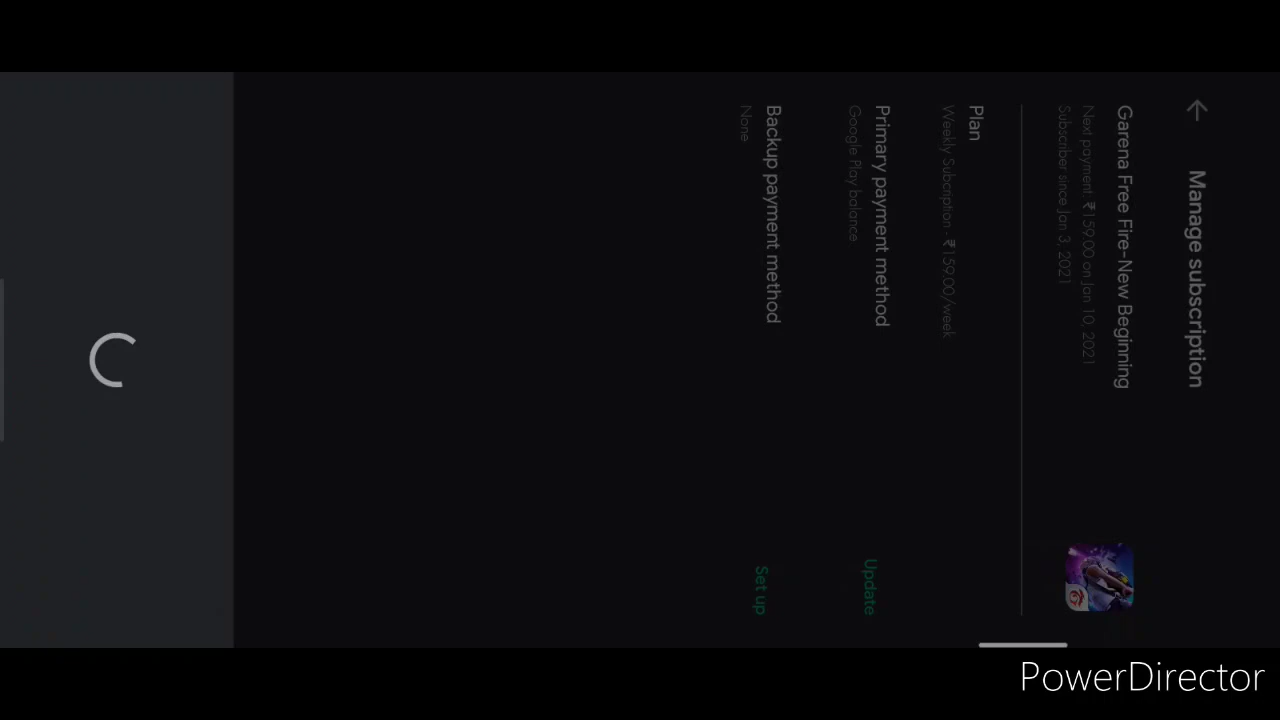 Manage subscription
Garena Free Fire-New Beginning
Next payment: ₹159.00 on Jan 10, 2021
Subscriber since Jan 3, 2021
Plan
Weekly Subcription - ₹159.00/week
Primary payment method
Google Play balance
Update
Backup payment method
None
Set up
PowerDirector